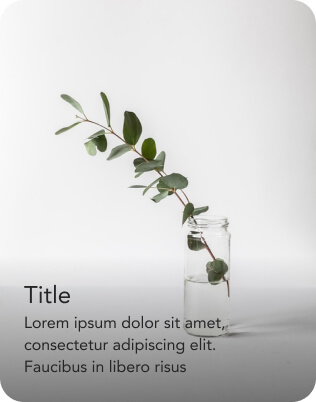 Title
Lorem ipsum dolor sit amet,
consectetur adipiscing elit.
Faucibus in libero risus